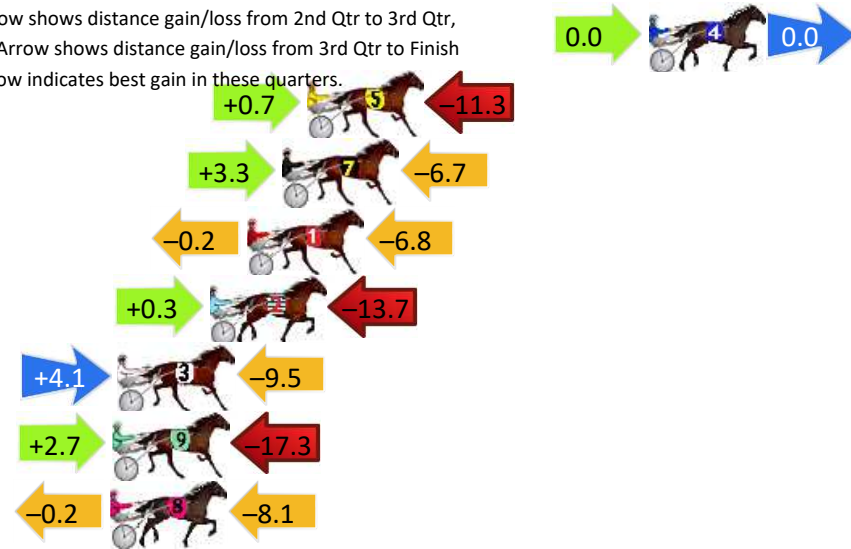 ow shows distance gain/loss from 2nd Qtr to 3rd Qtr,
Arrow shows distance gain/loss from 3rd Qtr to Finish
ow indicates best gain in these quarters.
0.0 4 0.0
+0.7 5 –11.3
+3.3 7 –6.7
–0.2 1 –6.8
+0.3 2 –13.7
+4.1 3 –9.5
+2.7 9 –17.3
–0.2 8 –8.1